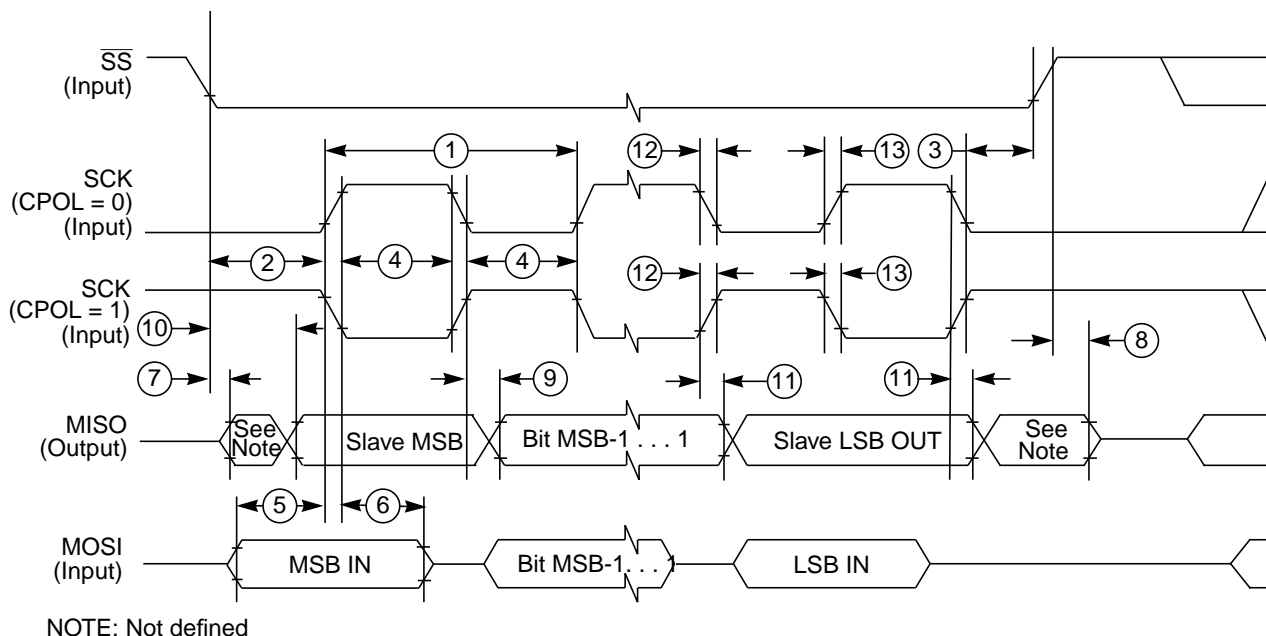 SS
(Input)
1
12
13
3
SCK
(CPOL = 0)
(Input)
2
4
4
12
13
SCK
(CPOL = 1)
(Input)
10
8
7
9
11
11
MISO
(Output)
See
Note
Slave MSB
Bit MSB-1 . . . 1
Slave LSB OUT
See
Note
5
6
MOSI
(Input)
MSB IN
Bit MSB-1. . . 1
LSB IN
NOTE: Not defined